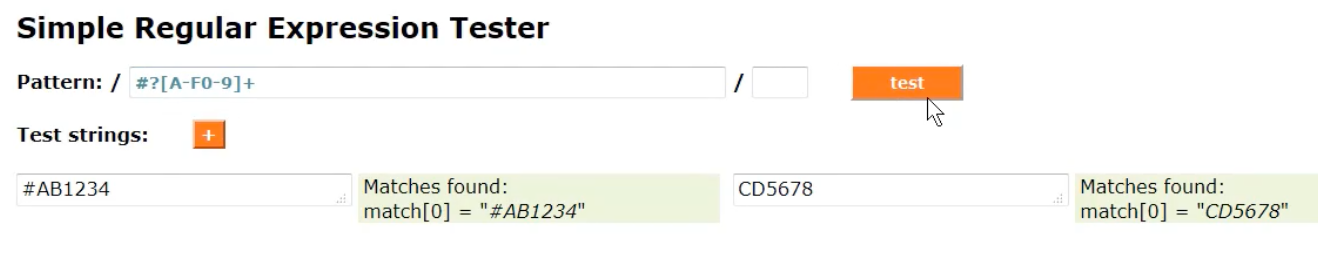 Simple Regular Expression Tester
Pattern: / #?[A-F0-9]+ / test
Test strings: +
#AB1234 Matches found: CD5678 Matches found:
match[0] = "#AB1234" match[0] = "CD5678"